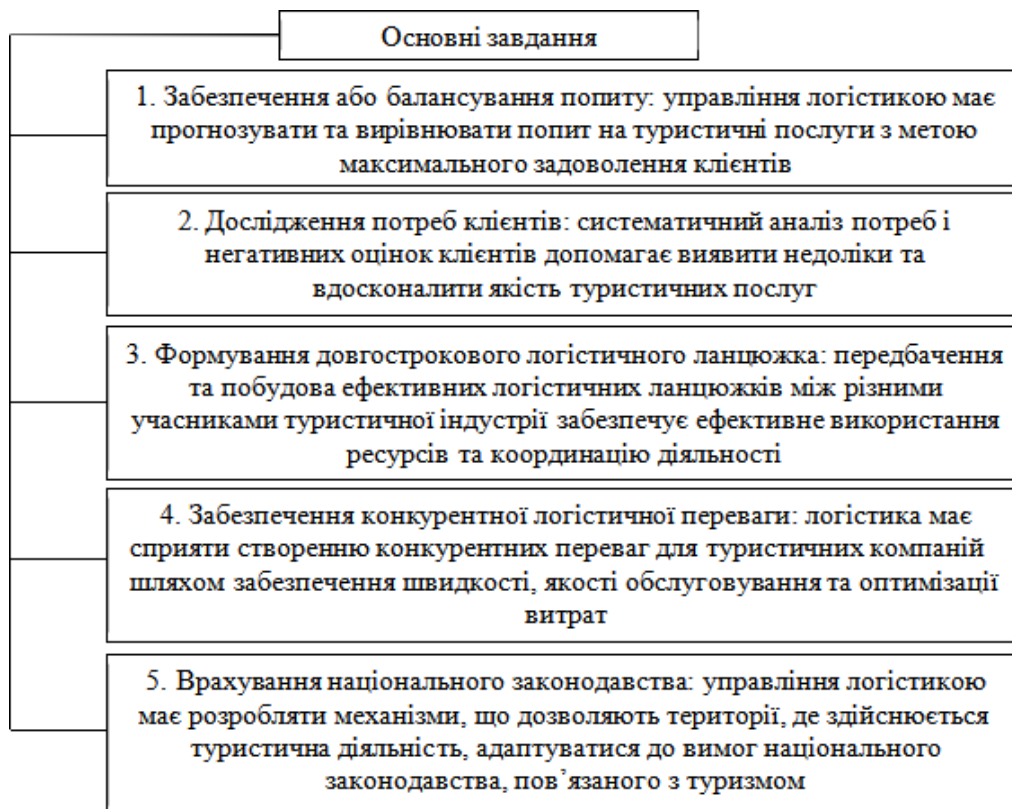 Основні завдання
1. Забезпечення або балансування попиту: управління логістикою має
прогнозувати та вирівнювати попит на туристичні послуги з метою
максимального задоволення клієнтів
2. Дослідження потреб клієнтів: систематичний аналіз потреб і
негативних оцінок клієнтів допомагає виявити недоліки та
вдосконалити якість туристичних послуг
3. Формування довгострокового логістичного ланцюжка: передбачення
та побудова ефективних логістичних ланцюжків між різними
учасниками туристичної індустрії забезпечує ефективне використання
ресурсів та координацію діяльності
4. Забезпечення конкурентної логістичної переваги: логістика має
сприяти створенню конкурентних переваг для туристичних компаній
шляхом забезпечення швидкості, якості обслуговування та оптимізації
витрат
5. Врахування національного законодавства: управління логістикою
має розробляти механізми, що дозволяють території, де здійснюється
туристична діяльність, адаптуватися до вимог національного
законодавства, пов’язаного з туризмом